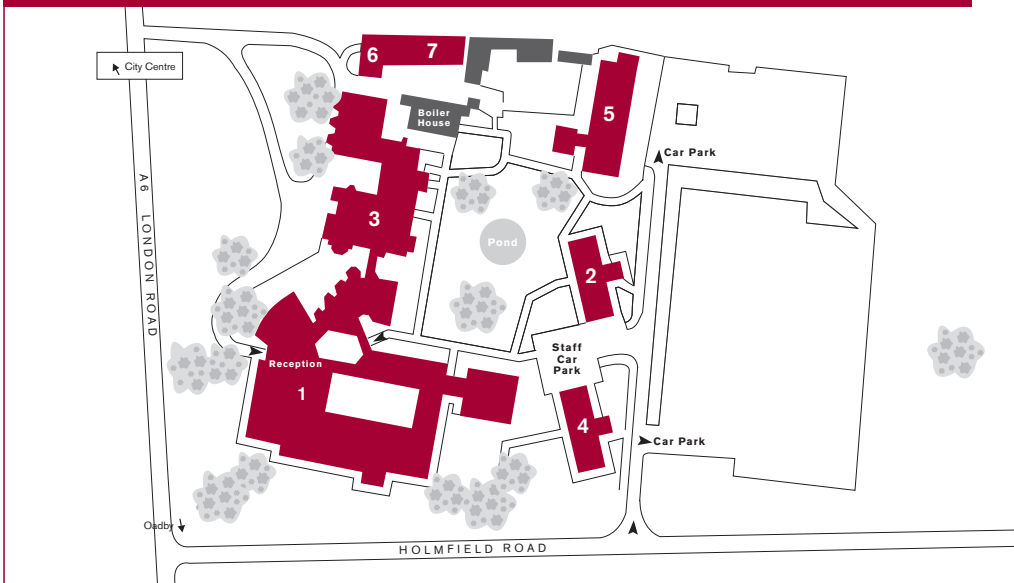 6 7
City Centre
5
Boiler
House
Car Park
A6 LONDON ROAD
3
Pond
2
Staff
Car
Park
Reception
1
4
Car Park
Oadby
HOLMFIELD ROAD